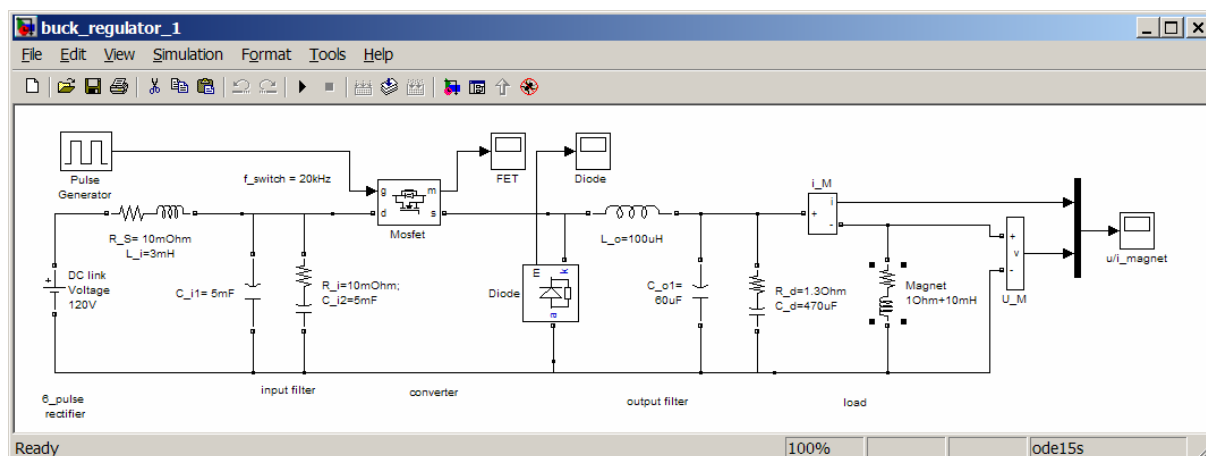 buck_regulator_1
File Edit View Simulation Format Tools Help
Pulse
Generator
f_switch = 20kHz
g
m
d
s
Mosfet
FET
Diode
i_M
i
+
-
R_S= 10mOhm
L_i=3mH
L_o=100uH
+
v
-
U_M
u/i_magnet
+
DC link
Voltage
120V
C_i1= 5mF
R_i=10mOhm;
C_i2=5mF
Diode
m
k
a
C_o1=
60uF
R_d=1.3Ohm
C_d=470uF
Magnet
1Ohm+10mH
6_pulse
rectifier
input filter
converter
output filter
load
Ready
100%
ode15s